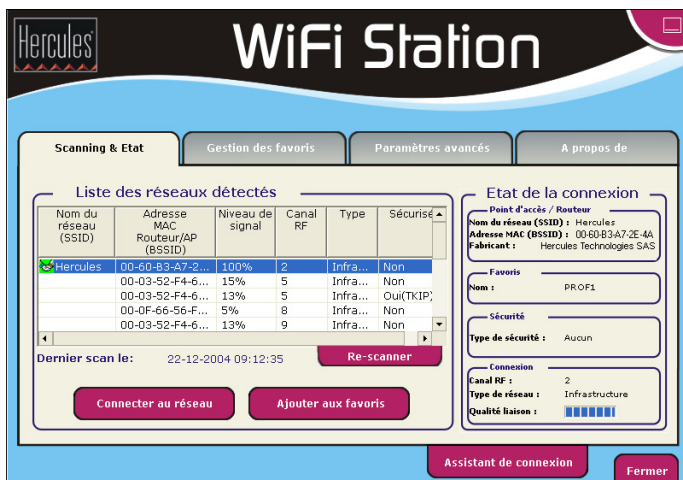 Hercules
WiFi Station
Scanning & Etat
Gestion des favoris
Paramètres avancés
A propos de
Liste des réseaux détectés
Nom du réseau (SSID)
Adresse MAC Routeur/AP (BSSID)
Niveau de signal
Canal RF
Type
Sécurisé
Hercules 00-60-B3-A7-2... 100% 2 Infra... Non
00-03-52-F4-6... 15% 5 Infra... Non
00-03-52-F4-6... 13% 5 Infra... Oui(TKIP)
00-0F-66-56-F... 5% 8 Infra... Non
00-03-52-F4-6... 13% 9 Infra... Non
Dernier scan le: 22-12-2004 09:12:35
Re-scanner
Connecter au réseau
Ajouter aux favoris
Etat de la connexion
Point d'accès / Routeur
Nom du réseau (SSID) : Hercules
Adresse MAC (BSSID) : 00-60-B3-A7-2E-4A
Fabricant : Hercules Technologies SAS
Favoris
Nom : PROF1
Sécurité
Type de sécurité : Aucun
Connexion
Canal RF : 2
Type de réseau : Infrastructure
Qualité liaison :
Assistant de connexion
Fermer